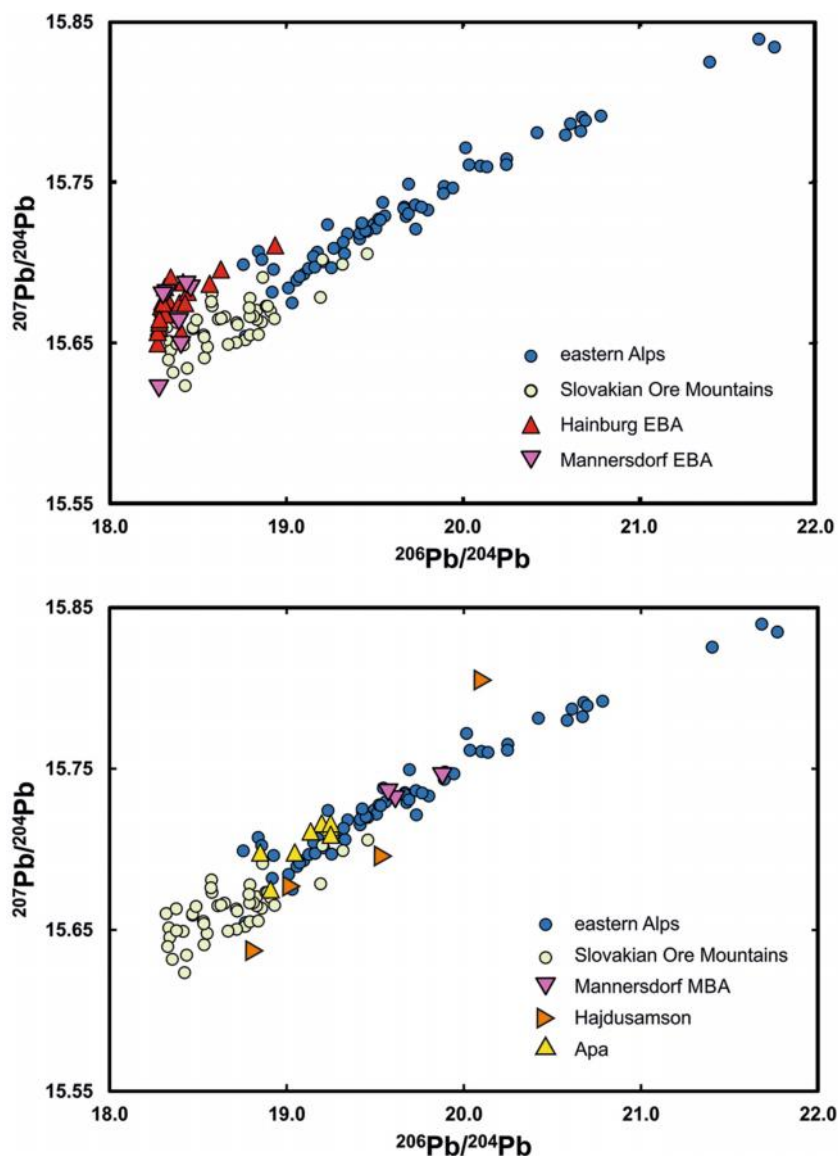 15.85
15.75
15.65
15.55
207Pb/204Pb
eastern Alps
Slovakian Ore Mountains
Hainburg EBA
Mannersdorf EBA
18.0 19.0 20.0 21.0 22.0
206Pb/204Pb
15.85
15.75
15.65
15.55
207Pb/204Pb
eastern Alps
Slovakian Ore Mountains
Mannersdorf MBA
Hajdusamson
Apa
18.0 19.0 20.0 21.0 22.0
206Pb/204Pb